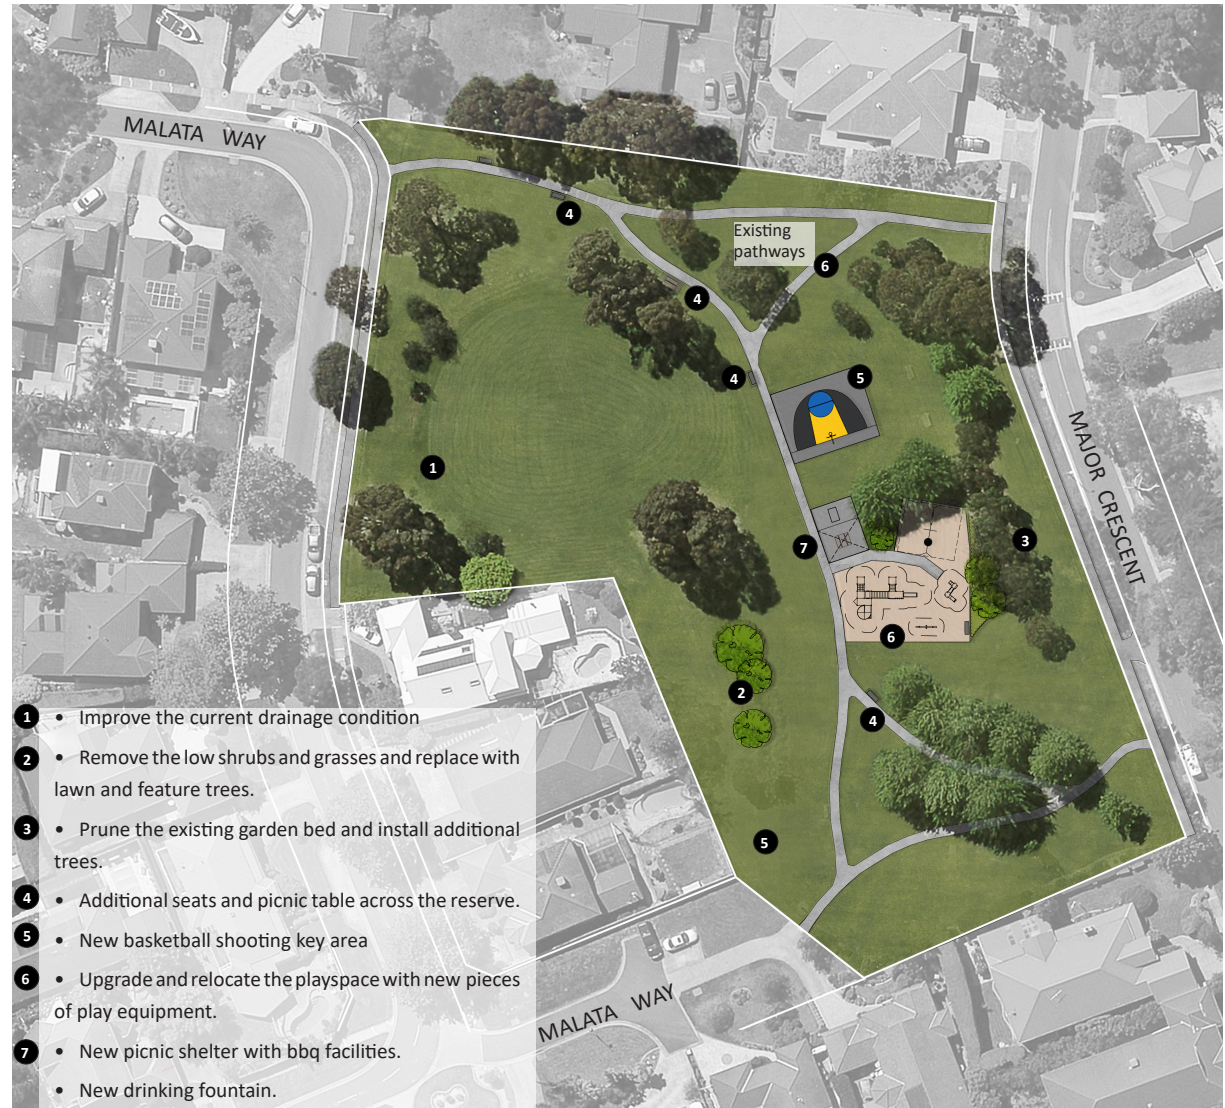 MALATA WAY
4
Existing
pathways
6
4
4
5
1
MAJOR CRESCENT
7
3
6
2
4
5
1 • Improve the current drainage condition
2 • Remove the low shrubs and grasses and replace with
lawn and feature trees.
3 • Prune the existing garden bed and install additional
trees.
4 • Additional seats and picnic table across the reserve.
5 • New basketball shooting key area
6 • Upgrade and relocate the playspace with new pieces
of play equipment.
7 • New picnic shelter with bbq facilities.
• New drinking fountain.
MALATA WAY